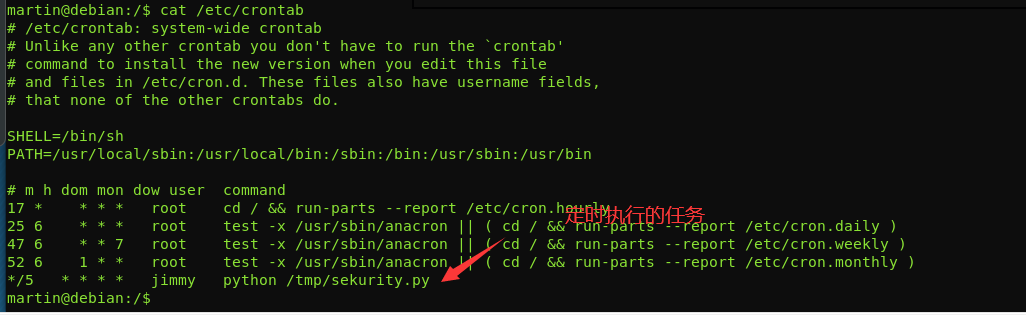 martin@debian:/$ cat /etc/crontab
# /etc/crontab: system-wide crontab
# Unlike any other crontab you don't have to run the `crontab'
# command to install the new version when you edit this file
# and files in /etc/cron.d. These files also have username fields,
# that none of the other crontabs do.
SHELL=/bin/sh
PATH=/usr/local/sbin:/usr/local/bin:/sbin:/bin:/usr/sbin:/usr/bin
# m h dom mon dow user  command
17 *    * * *   root    cd / && run-parts --report /etc/cron.hourly
定时执行的任务
25 6    * * *   root    test -x /usr/sbin/anacron || ( cd / && run-parts --report /etc/cron.daily )
47 6    * * 7   root    test -x /usr/sbin/anacron || ( cd / && run-parts --report /etc/cron.weekly )
52 6    1 * *   root    test -x /usr/sbin/anacron || ( cd / && run-parts --report /etc/cron.monthly )
*/5   * * * *   jimmy   python /tmp/sekurity.py
martin@debian:/$